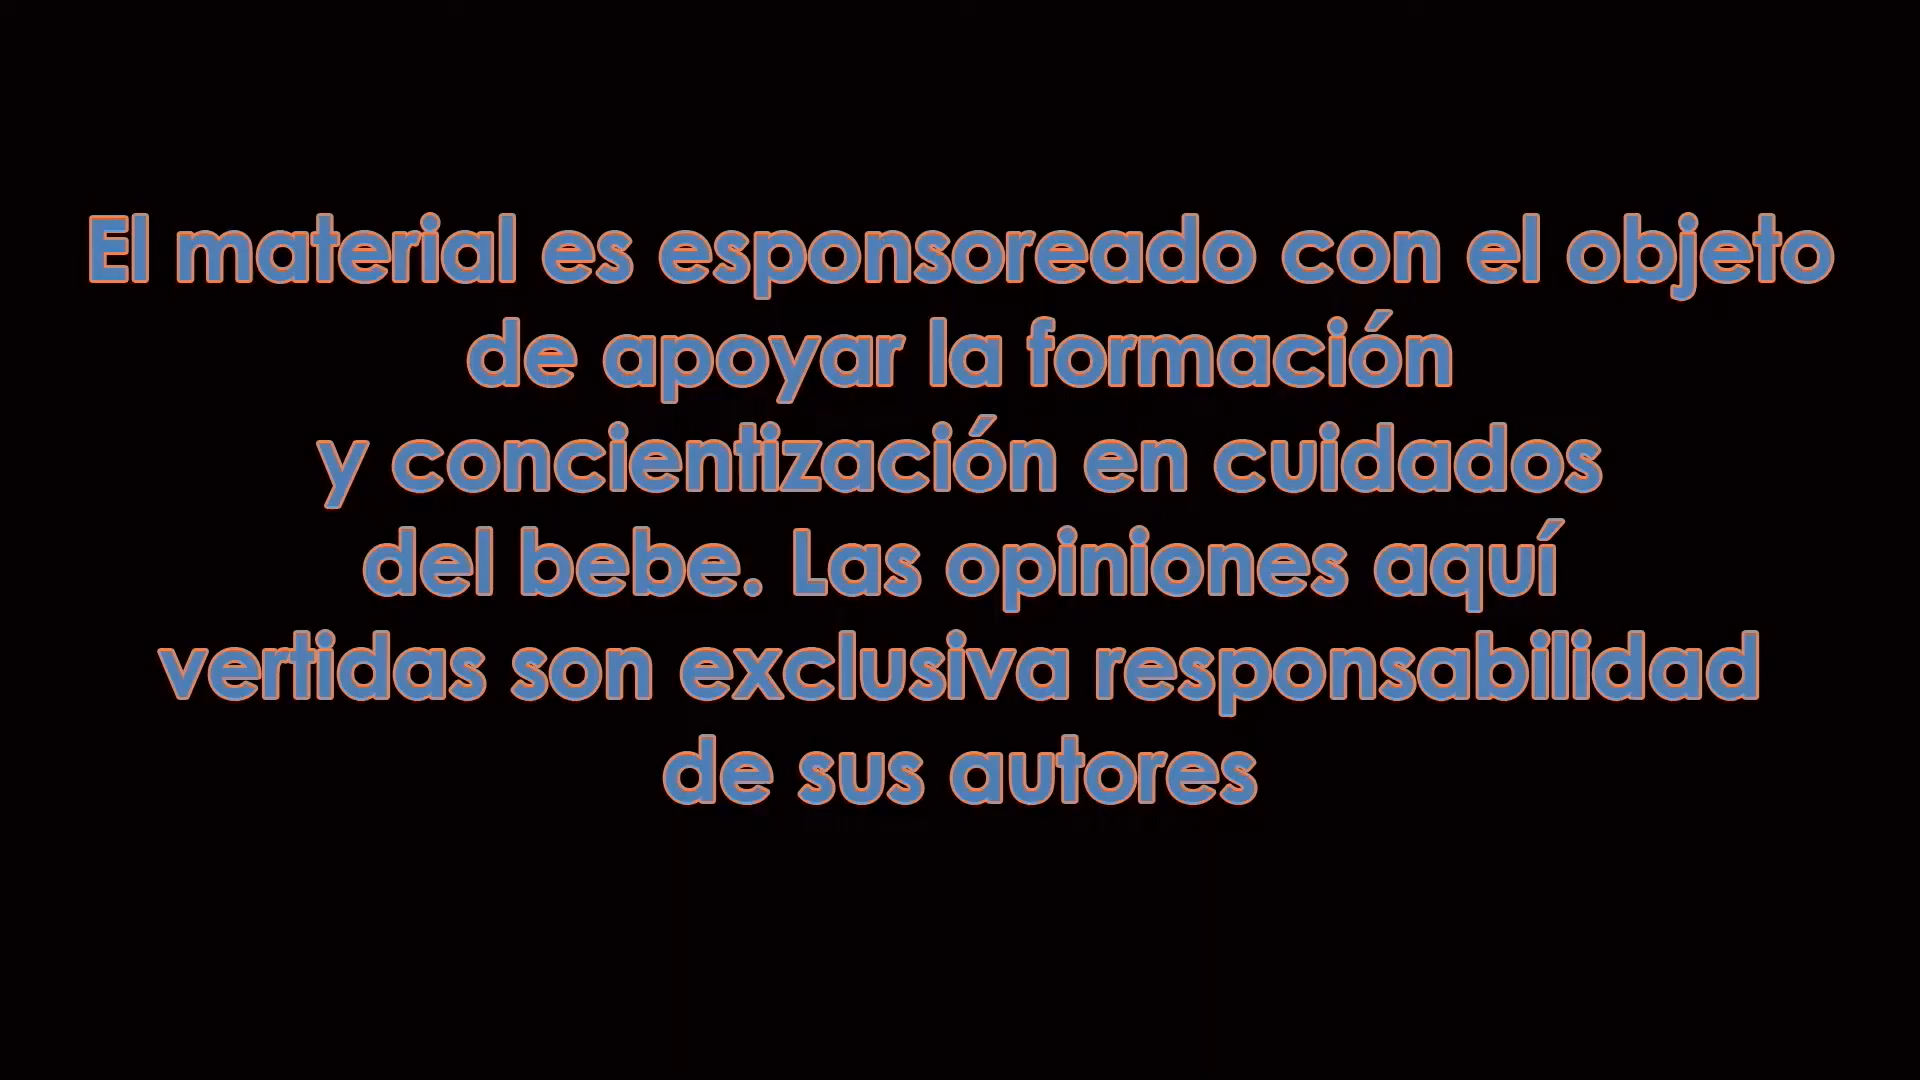 El material es esponsoreado con el objeto
de apoyar la formación
y concientización en cuidados
del bebe. Las opiniones aquí
vertidas son exclusiva responsabilidad
de sus autores